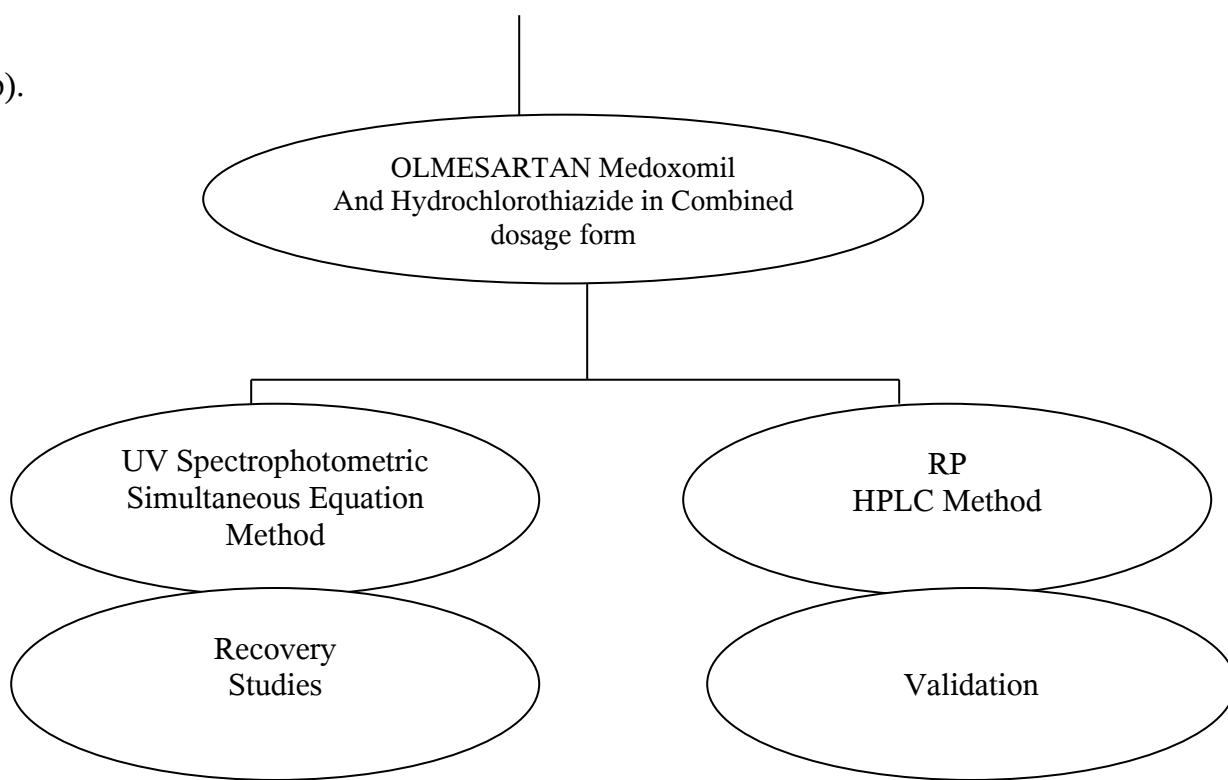 ).
OLMESARTAN Medoxomil
And Hydrochlorothiazide in Combined
dosage form
UV Spectrophotometric
Simultaneous Equation
Method
RP
HPLC Method
Recovery
Studies
Validation